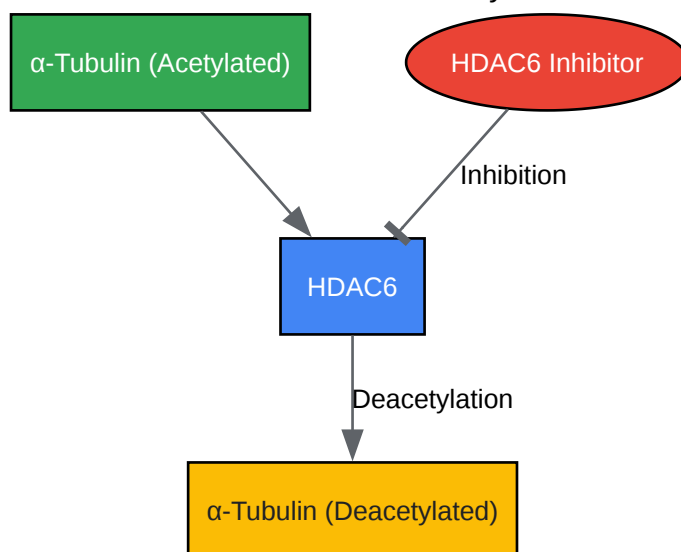 α-Tubulin (Acetylated)
HDAC6 Inhibitor
Inhibition
HDAC6
Deacetylation
α-Tubulin (Deacetylated)